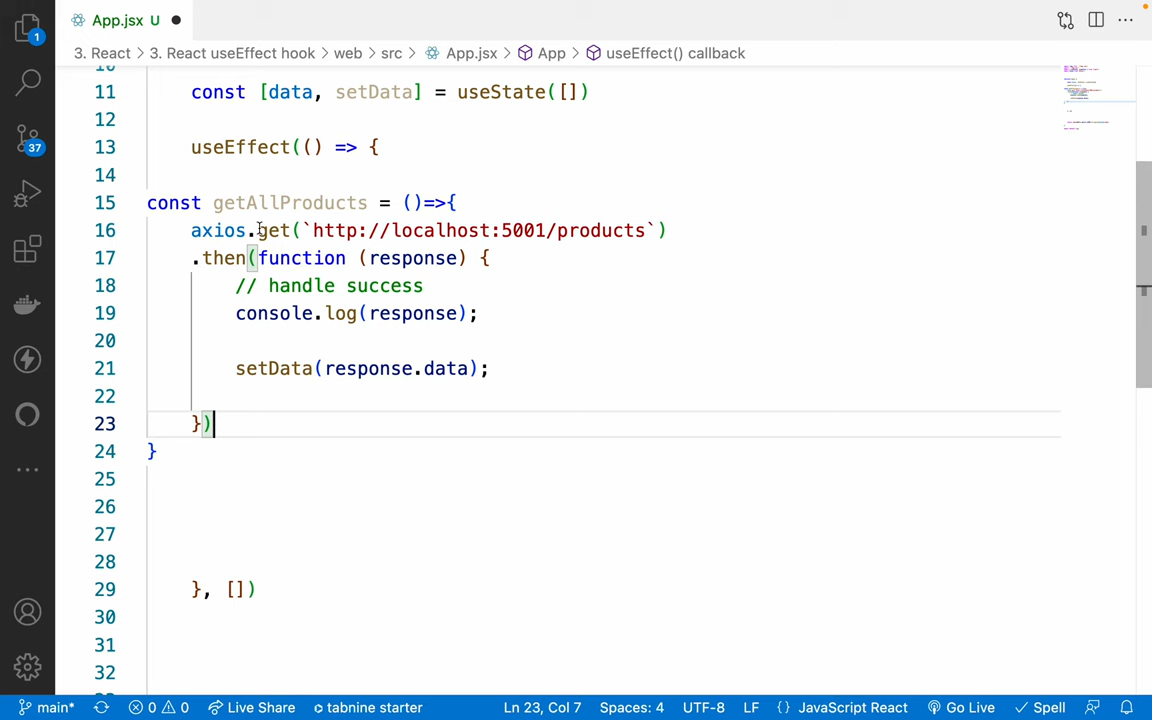 App.jsx U
3. React > 3. React useEffect hook > web > src > App.jsx > App > useEffect() callback
11 const [data, setData] = useState([])
12
13 useEffect(() => {
14
15 const getAllProducts = ()=>{
16 axios.get(`http://localhost:5001/products`)
17 .then(function (response) {
18 // handle success
19 console.log(response);
20
21 setData(response.data);
22
23 })
24 }
25
26
27
28
29 }, [])
30
31
32
1
37
main* 0 0 Live Share tabnine starter Ln 23, Col 7 Spaces: 4 UTF-8 LF {} JavaScript React Go Live Spell